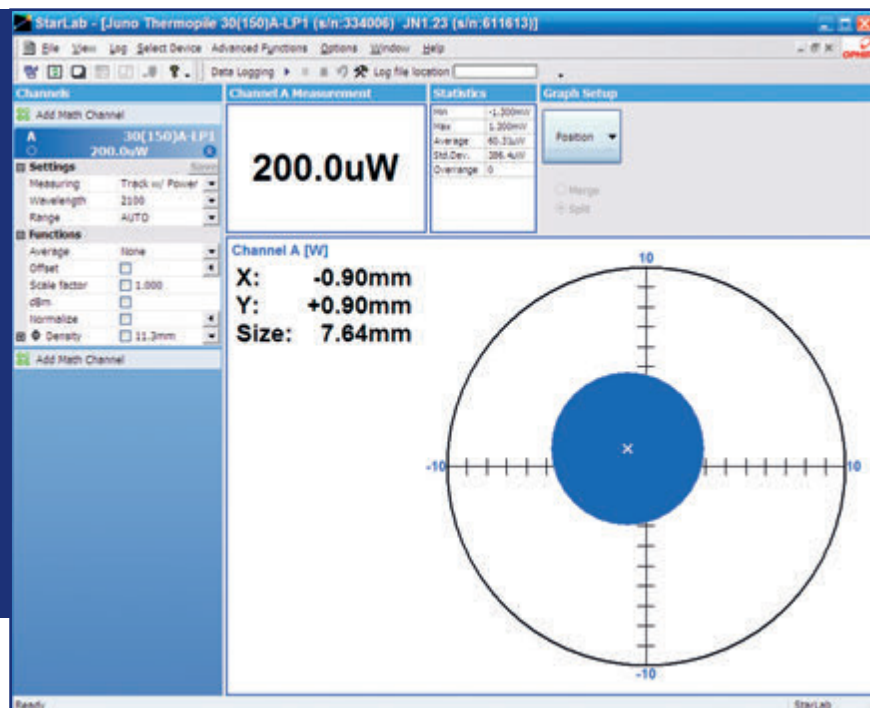 StarLab - [Juno Thermopile 30(150)A-LP1 (s/n:334006) JN1.23 (s/n:611613)]
File View Log Select Device Advanced Functions Options Window Help
OPHIR
Data Logging Log file location
Channels
Add Math Channel
A 30(150)A-LP1
200.0uW
Settings Save
Measuring Track w/ Power
Wavelength 2100
Range AUTO
Functions
Average None
Offset
Scale factor 1.000
dBm
Normalize
Density 11.3mm
Add Math Channel
Channel A Measurement
200.0uW
Statistics
Min -1.300mW
Max 1.300mW
Average
Std.Dev.
Overrange 0
Graph Setup
Position
Merge
Split
Channel A [W]
X: -0.90mm
Y: +0.90mm
Size: 7.64mm
10
-10 10
-10
Ready StarLab